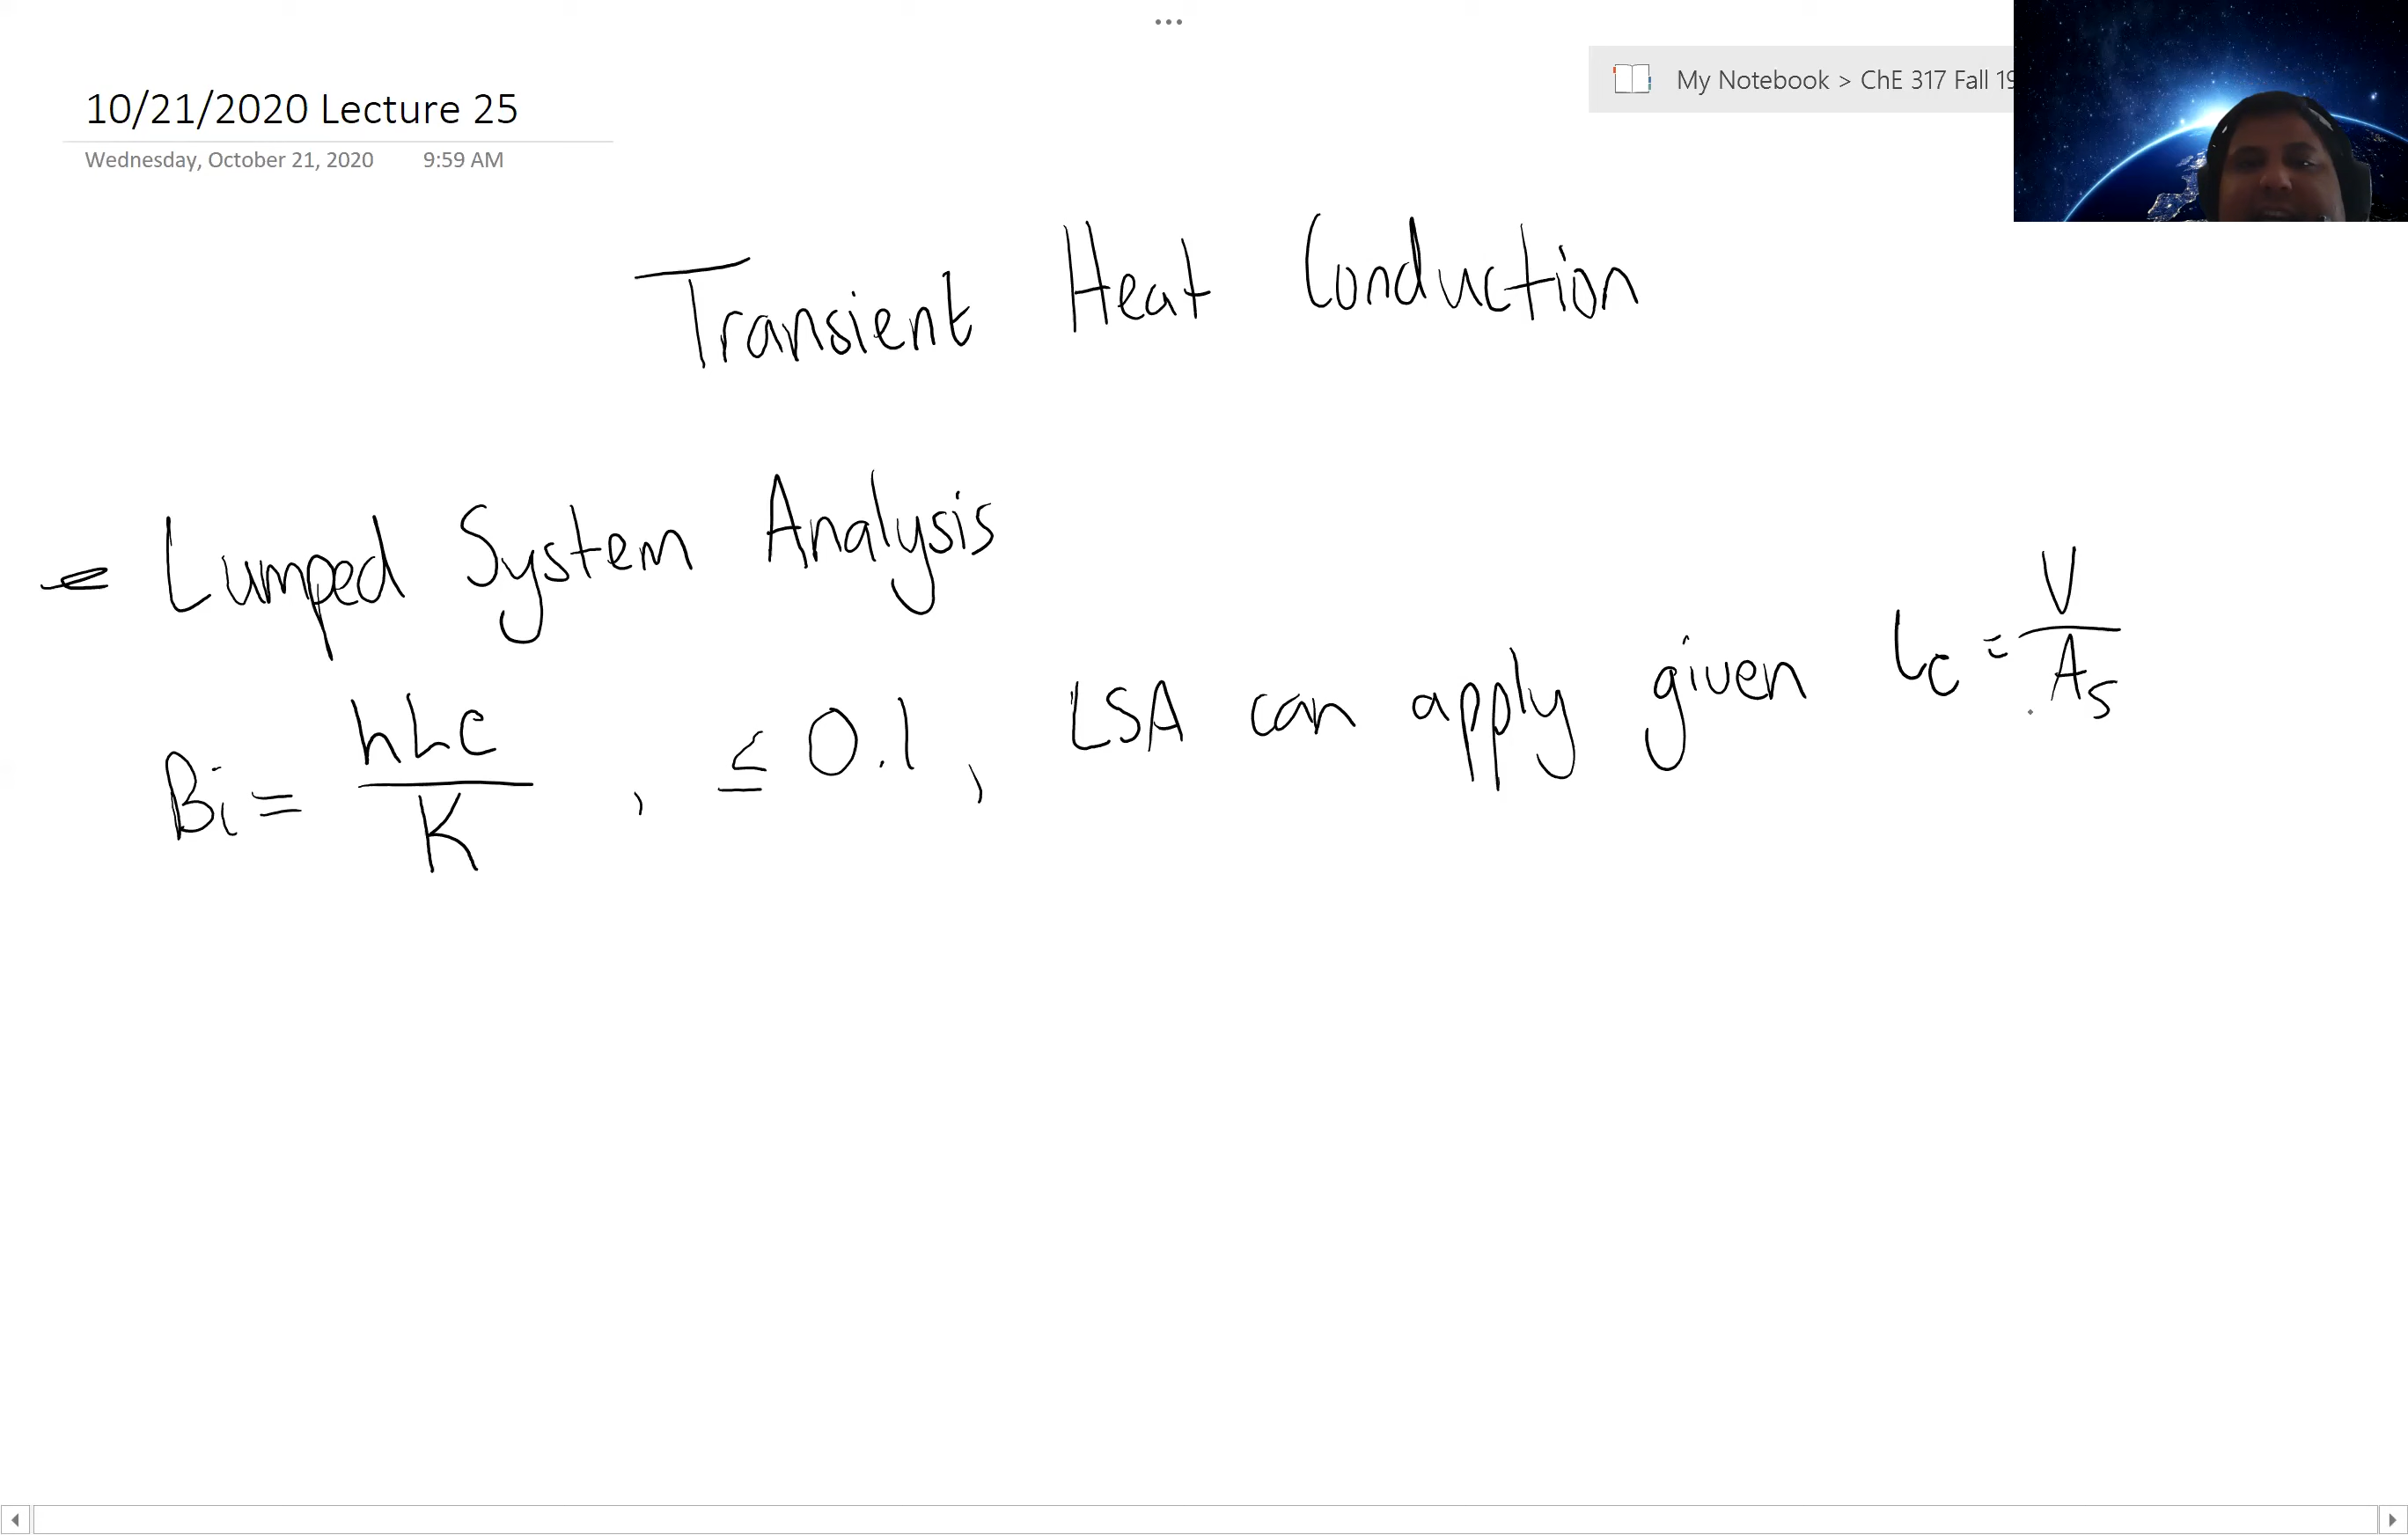 My Notebook > ChE 317 Fall 19
10/21/2020 Lecture 25
Wednesday, October 21, 2020 9:59 AM
Transient Heat Conduction
Lumped System Analysis
Bi = hLc / K , ≤ 0.1, LSA can apply given Lc = V / As